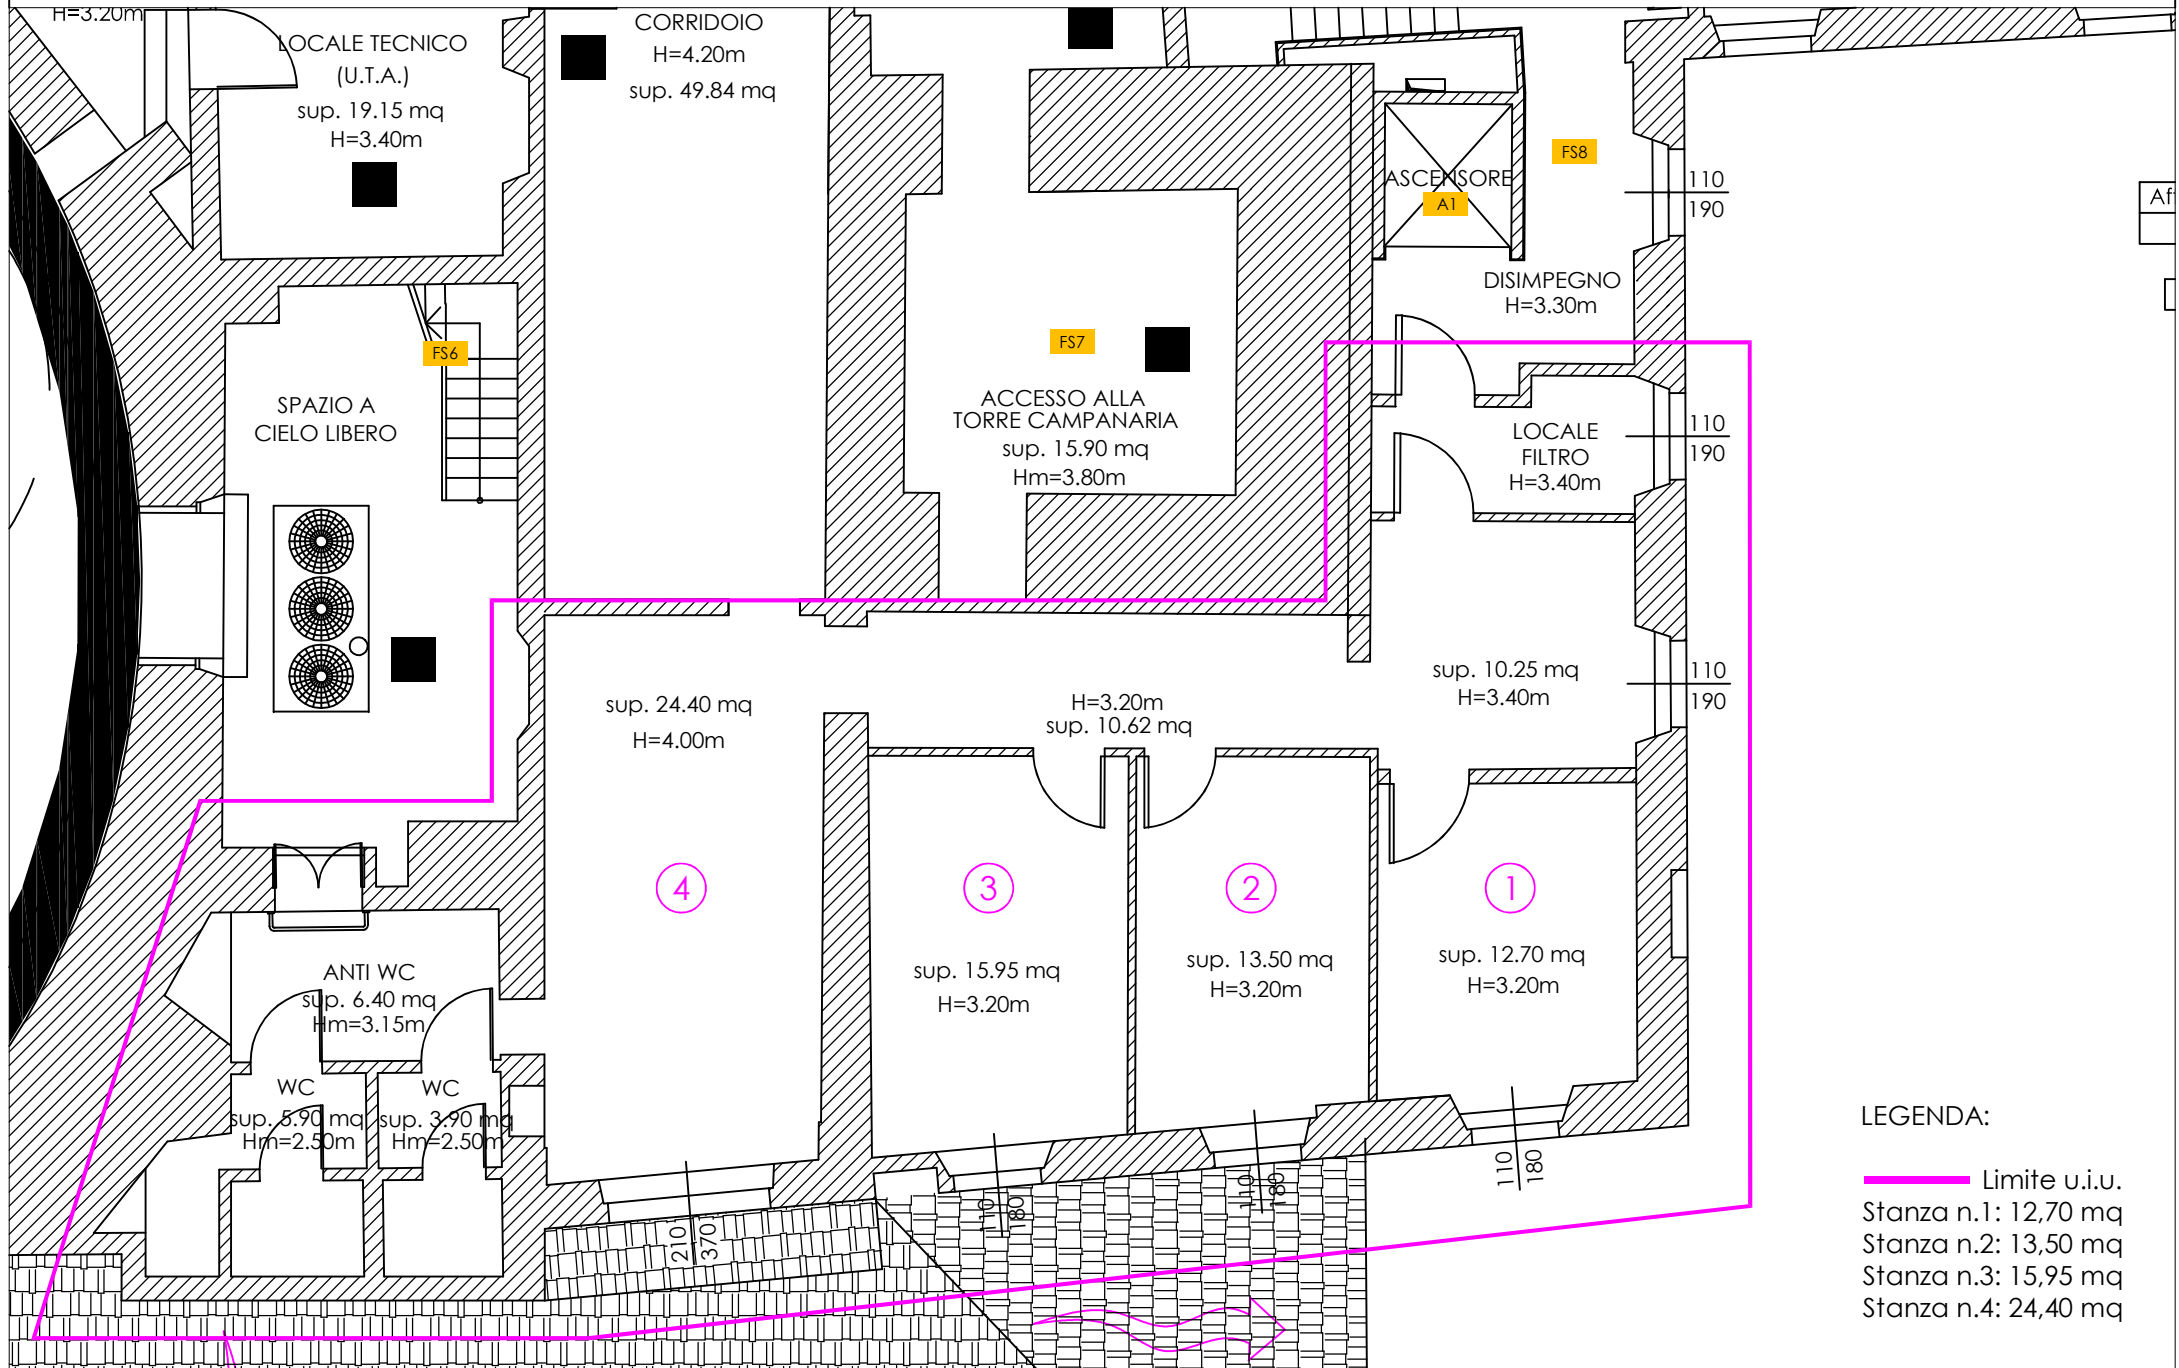 H=3.20m
LOCALE TECNICO
(U.T.A.)
sup. 19.15 mq
H=3.40m
CORRIDOIO
H=4.20m
sup. 49.84 mq
FS8
ASCENSORE
A1
110
190
DISIMPEGNO
H=3.30m
FS6
SPAZIO A
CIELO LIBERO
FS7
ACCESSO ALLA
TORRE CAMPANARIA
sup. 15.90 mq
Hm=3.80m
LOCALE
FILTRO
H=3.40m
110
190
sup. 24.40 mq
H=4.00m
H=3.20m
sup. 10.62 mq
sup. 10.25 mq
H=3.40m
110
190
4
3
2
1
sup. 15.95 mq
H=3.20m
sup. 13.50 mq
H=3.20m
sup. 12.70 mq
H=3.20m
ANTI WC
sup. 6.40 mq
Hm=3.15m
WC
sup. 5.90 mq
Hm=2.50m
WC
sup. 3.90 mq
Hm=2.50m
210
370
110
180
110
180
110
180
LEGENDA:
Limite u.i.u.
Stanza n.1: 12,70 mq
Stanza n.2: 13,50 mq
Stanza n.3: 15,95 mq
Stanza n.4: 24,40 mq